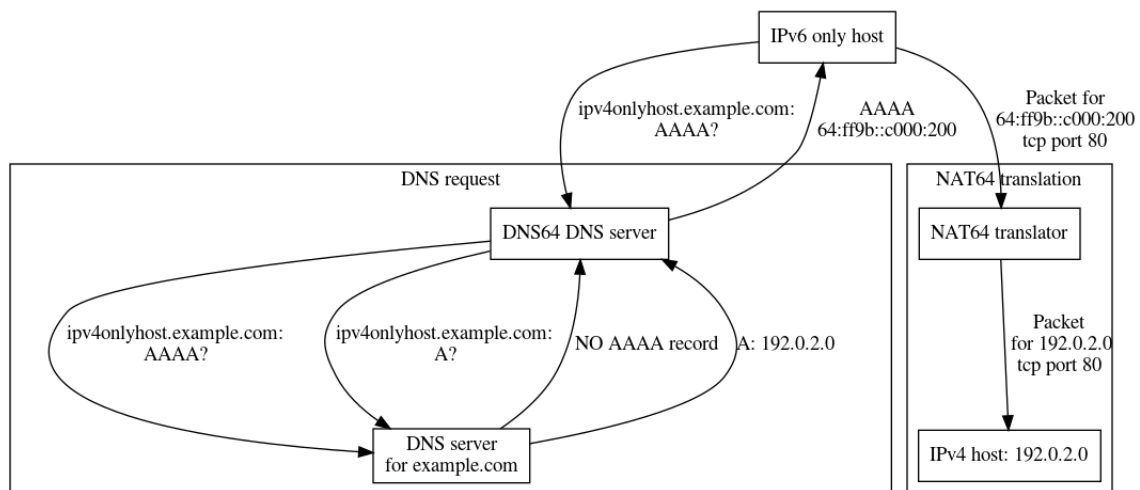 IPv6 only host
ipv4onlyhost.example.com:
AAAA?
AAAA
64:ff9b::c000:200
Packet for
64:ff9b::c000:200
tcp port 80
DNS request
NAT64 translation
DNS64 DNS server
NAT64 translator
ipv4onlyhost.example.com:
AAAA?
ipv4onlyhost.example.com:
A?
NO AAAA record
A: 192.0.2.0
Packet
for 192.0.2.0
tcp port 80
DNS server
for example.com
IPv4 host: 192.0.2.0